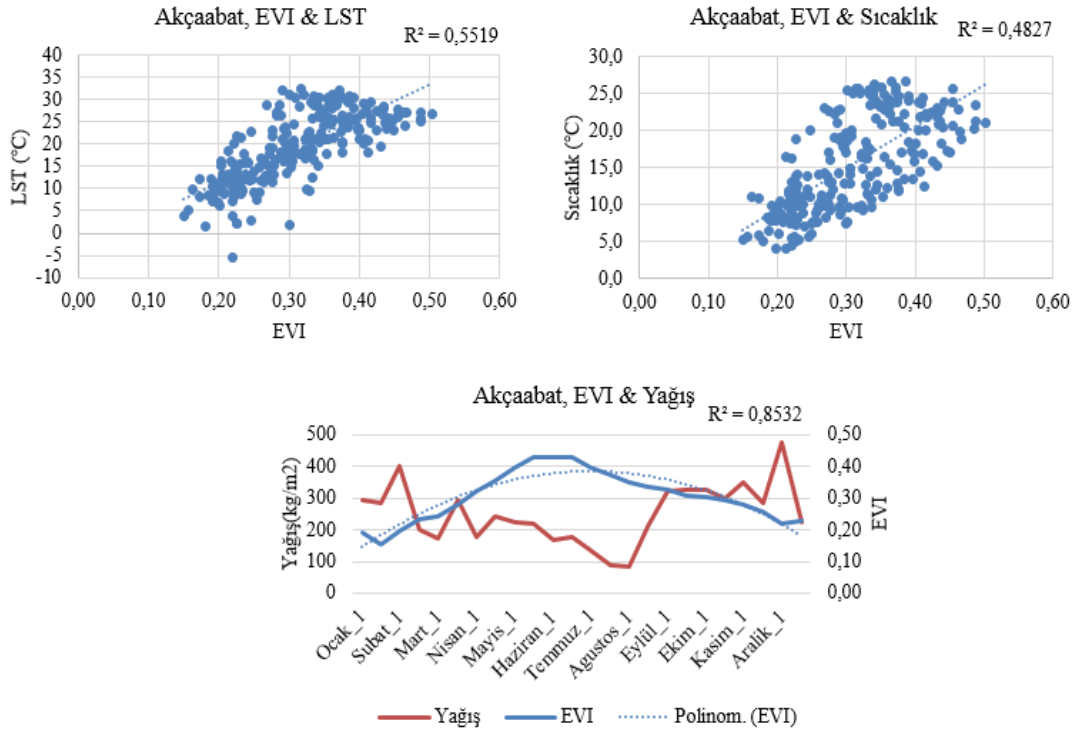 Akçaabat, EVI & LST
R² = 0,5519
LST (°C)
40
35
30
25
20
15
10
5
0
-5
-10
0,00 0,10 0,20 0,30 0,40 0,50 0,60
EVI
Akçaabat, EVI & Sıcaklık
R² = 0,4827
Sıcaklık (°C)
30,0
25,0
20,0
15,0
10,0
5,0
0,0
0,00 0,10 0,20 0,30 0,40 0,50 0,60
EVI
Akçaabat, EVI & Yağış
R² = 0,8532
Yağış(kg/m2)
500
400
300
200
100
0
0,50
0,40
0,30
0,20
0,10
0,00
EVI
Ocak_1 Subat_1 Mart_1 Nisan_1 Mayis_1 Haziran_1 Temmuz_1 Agustos_1 Eylül_1 Ekim_1 Kasim_1 Aralik_1
Yağış EVI Polinom. (EVI)